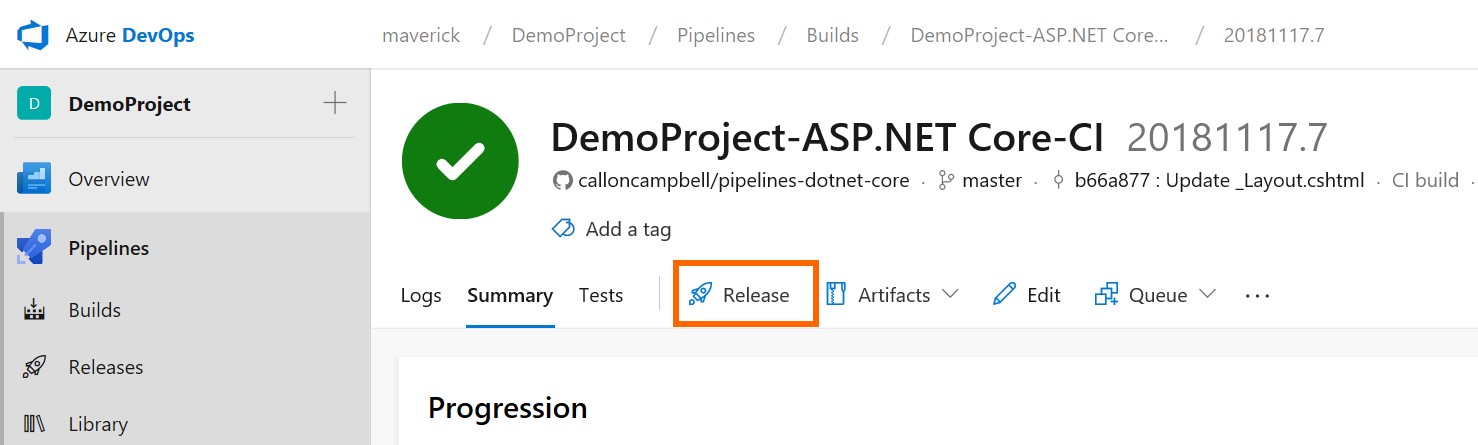 Azure DevOps
maverick / DemoProject / Pipelines / Builds / DemoProject-ASP.NET Core... / 20181117.7
D DemoProject
Overview
Pipelines
Builds
Releases
Library
DemoProject-ASP.NET Core-CI 20181117.7
calloncampbell/pipelines-dotnet-core · master · b66a877 : Update _Layout.cshtml · CI build ·
Add a tag
Logs Summary Tests Release Artifacts Edit Queue ...
Progression